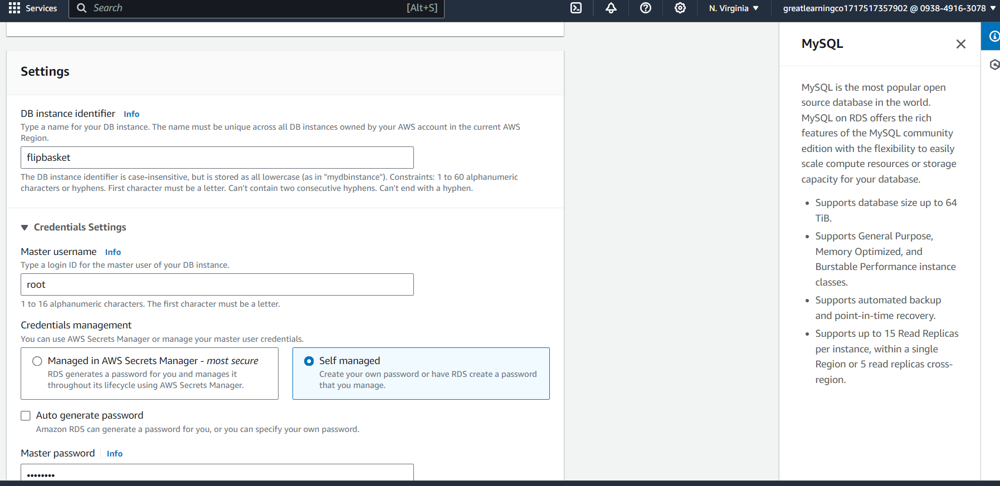 Services
Search [Alt+S]
N. Virginia
greatlearningco1717517357902 @ 0938-4916-3078
Settings
DB instance identifier Info
Type a name for your DB instance. The name must be unique across all DB instances owned by your AWS account in the current AWS
Region.
flipbasket
The DB instance identifier is case-insensitive, but is stored as all lowercase (as in "mydbinstance"). Constraints: 1 to 60 alphanumeric
characters or hyphens. First character must be a letter. Can't contain two consecutive hyphens. Can't end with a hyphen.
Credentials Settings
Master username Info
Type a login ID for the master user of your DB instance.
root
1 to 16 alphanumeric characters. The first character must be a letter.
Credentials management
You can use AWS Secrets Manager or manage your master user credentials.
Managed in AWS Secrets Manager - most secure
RDS generates a password for you and manages it
throughout its lifecycle using AWS Secrets Manager.
Self managed
Create your own password or have RDS create a password
that you manage.
Auto generate password
Amazon RDS can generate a password for you, or you can specify your own password.
Master password Info
••••••••
MySQL
MySQL is the most popular open
source database in the world.
MySQL on RDS offers the rich
features of the MySQL community
edition with the flexibility to easily
scale compute resources or storage
capacity for your database.
• Supports database size up to 64
TiB.
• Supports General Purpose,
Memory Optimized, and
Burstable Performance instance
classes.
• Supports automated backup
and point-in-time recovery.
• Supports up to 15 Read Replicas
per instance, within a single
Region or 5 read replicas cross-
region.